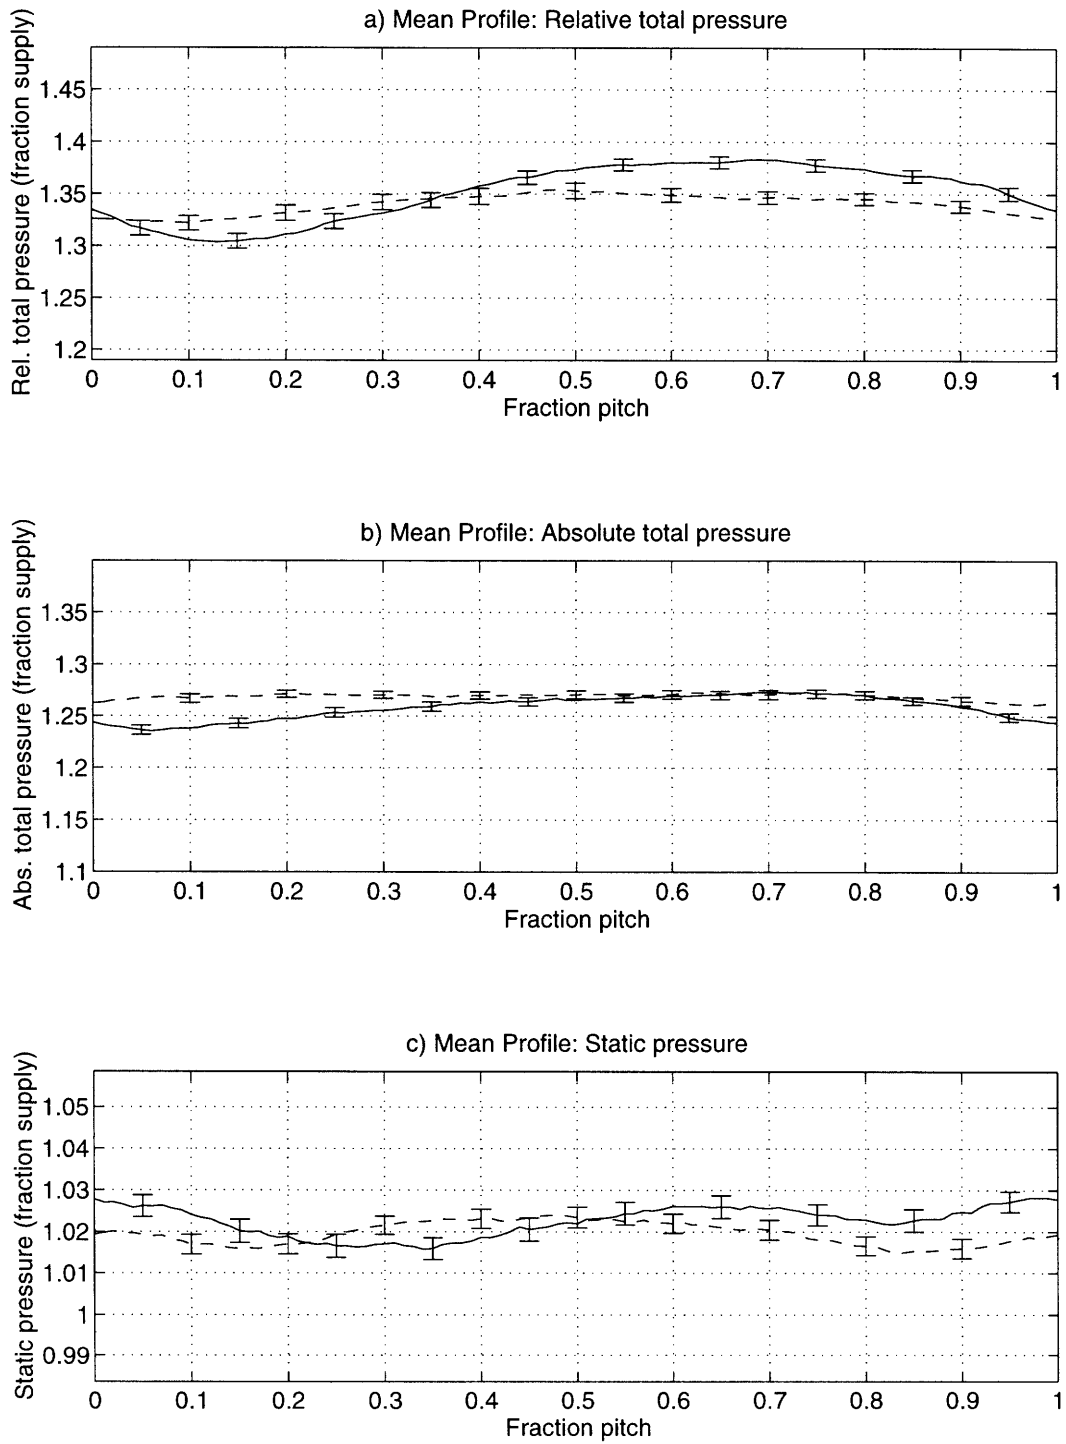 a) Mean Profile: Relative total pressure
Rel. total pressure (fraction supply)
1.45
1.4
1.35
1.3
1.25
1.2
0 0.1 0.2 0.3 0.4 0.5 0.6 0.7 0.8 0.9 1
Fraction pitch
b) Mean Profile: Absolute total pressure
Abs. total pressure (fraction supply)
1.35
1.3
1.25
1.2
1.15
1.1
0 0.1 0.2 0.3 0.4 0.5 0.6 0.7 0.8 0.9 1
Fraction pitch
c) Mean Profile: Static pressure
Static pressure (fraction supply)
1.05
1.04
1.03
1.02
1.01
1
0.99
0 0.1 0.2 0.3 0.4 0.5 0.6 0.7 0.8 0.9 1
Fraction pitch